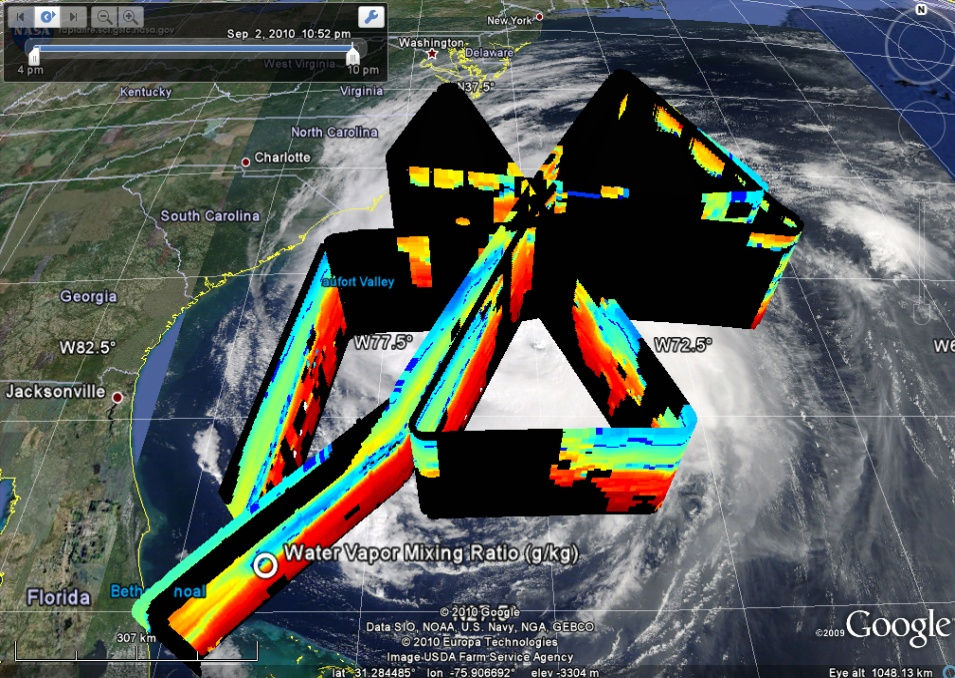 NASA
Sep 2, 2010 10:52 pm
4 pm
10 pm
New York
Washington
Delaware
West Virginia
N37.5°
Kentucky
Virginia
North Carolina
Charlotte
South Carolina
aufort Valley
Georgia
W82.5°
W77.5°
W72.5°
W6
Jacksonville
Water Vapor Mixing Ratio (g/kg)
Florida
Beth
noal
307 km
© 2010 Google
Data SIO, NOAA, U.S. Navy, NGA, GEBCO
© 2010 Europa Technologies
Image USDA Farm Service Agency
©2009 Google
lat 31.284485° lon -75.906692° elev -3304 m
Eye alt 1048.13 km
N